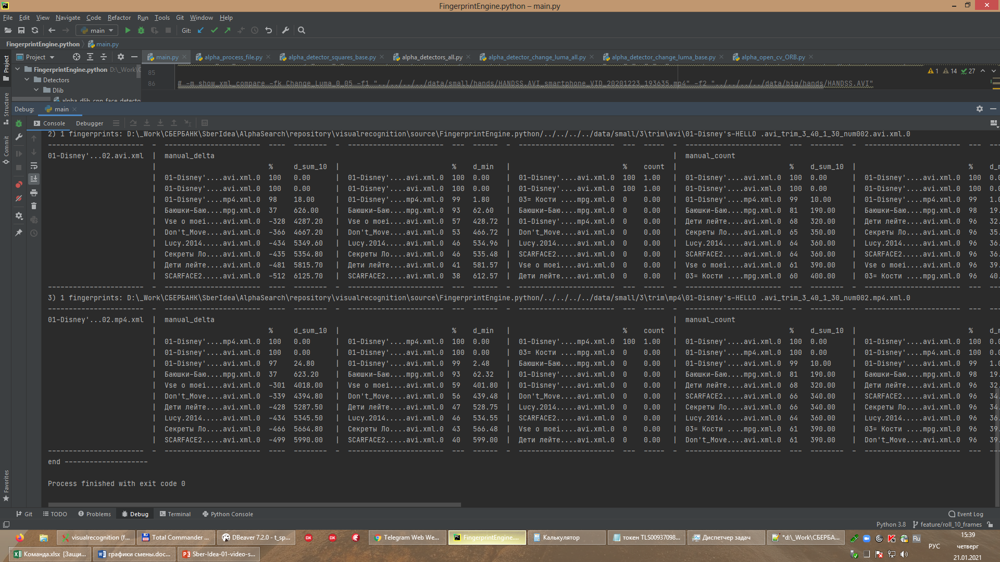 FingerprintEngine.python – main.py
File Edit View Navigate Code Refactor Run Tools Git Window Help
main Git:
FingerprintEngine.python main.py
Project main.py alpha_process_file.py alpha_detector_squares_base.py alpha_detectors_all.py alpha_detector_change_luma_all.py alpha_detector_change_luma_base.py alpha_open_cv_ORB.py
FingerprintEngine.python D:\_Work\C
Detectors
Dlib
85
1 14 27
86 # -m show_xml_compare -fk Change_Luma_0_05 -f1 "../../../../data/small/hands/HANDSS.AVI_smartphone_VID_20201223_193635.mp4" -f2 "../../../../data/big/hands/HANDSS.AVI"
Project
Structure
Commit
Favorites
Debug: main
Console Debugger
2) 1 fingerprints: D:\_Work\СБЕРБАНК\SberIdea\AlphaSearch\repository\visualrecognition\source\FingerprintEngine.python/../../../../data/small/3\trim\avi\01-Disney's-HELLO .avi_trim_3_40_1_30_num002.avi.xml.0
01-Disney'...02.avi.xml | manual_delta | manual_count
| % d_sum_10 | % d_min | % count | % d_sum_10 | % d_m
| 01-Disney'....avi.xml.0 100 0.00 | 01-Disney'....avi.xml.0 100 0.00 | 01-Disney'....avi.xml.0 100 1.00 | 01-Disney'....avi.xml.0 100 0.00 | 01-Disney'....avi.xml.0 100 0.0
| 01-Disney'....avi.xml.0 100 0.00 | 01-Disney'....avi.xml.0 100 0.00 | 01-Disney'....avi.xml.0 100 1.00 | 01-Disney'....avi.xml.0 100 0.00 | 01-Disney'....avi.xml.0 100 0.0
| 01-Disney'....mp4.xml.0 98 18.00 | 01-Disney'....mp4.xml.0 99 1.80 | 03= Кости ....mpg.xml.0 0 0.00 | 01-Disney'....mp4.xml.0 99 10.00 | 01-Disney'....mp4.xml.0 99 1.0
| Баюшки-Баю....mpg.xml.0 37 626.00 | Баюшки-Баю....mpg.xml.0 93 62.60 | Баюшки-Баю....mpg.xml.0 0 0.00 | Баюшки-Баю....mpg.xml.0 81 190.00 | Баюшки-Баю....mpg.xml.0 98 19.
| Vse o moei....avi.xml.0 -328 4287.20 | Vse o moei....avi.xml.0 57 428.72 | 01-Disney'....mp4.xml.0 0 0.00 | Дети лейте....avi.xml.0 68 320.00 | Дети лейте....avi.xml.0 96 32.
| Don't_Move....avi.xml.0 -366 4667.20 | Don't_Move....avi.xml.0 53 466.72 | Don't_Move....avi.xml.0 0 0.00 | Секреты Ло....avi.xml.0 65 350.00 | Секреты Ло....avi.xml.0 96 35.
| Lucy.2014.....avi.xml.0 -434 5349.60 | Lucy.2014.....avi.xml.0 46 534.96 | Lucy.2014.....avi.xml.0 0 0.00 | Lucy.2014.....avi.xml.0 64 360.00 | Lucy.2014.....avi.xml.0 96 36.
| Секреты Ло....avi.xml.0 -435 5354.80 | Секреты Ло....avi.xml.0 46 535.48 | SCARFACE2.....avi.xml.0 0 0.00 | SCARFACE2.....avi.xml.0 64 360.00 | SCARFACE2.....avi.xml.0 96 36.
| Дети лейте....avi.xml.0 -481 5815.70 | Дети лейте....avi.xml.0 41 581.57 | Vse o moei....avi.xml.0 0 0.00 | Vse o moei....avi.xml.0 61 390.00 | Vse o moei....avi.xml.0 96 39.
| SCARFACE2.....avi.xml.0 -512 6125.70 | SCARFACE2.....avi.xml.0 38 612.57 | Дети лейте....avi.xml.0 0 0.00 | 03= Кости ....mpg.xml.0 60 400.00 | 03= Кости ....mpg.xml.0 96 40.
3) 1 fingerprints: D:\_Work\СБЕРБАНК\SberIdea\AlphaSearch\repository\visualrecognition\source\FingerprintEngine.python/../../../../data/small/3\trim\mp4\01-Disney's-HELLO .avi_trim_3_40_1_30_num002.mp4.xml.0
01-Disney'...02.mp4.xml | manual_delta | manual_count
| % d_sum_10 | % d_min | % count | % d_sum_10 | % d_m
| 01-Disney'....mp4.xml.0 100 0.00 | 01-Disney'....mp4.xml.0 100 0.00 | 01-Disney'....mp4.xml.0 100 1.00 | 01-Disney'....avi.xml.0 100 0.00 | 01-Disney'....avi.xml.0 100 0.0
| 01-Disney'....avi.xml.0 100 0.00 | 01-Disney'....avi.xml.0 100 0.00 | 03= Кости ....mpg.xml.0 0 0.00 | 01-Disney'....mp4.xml.0 100 0.00 | 01-Disney'....mp4.xml.0 100 0.0
| 01-Disney'....avi.xml.0 97 24.80 | 01-Disney'....avi.xml.0 99 2.48 | Баюшки-Баю....mpg.xml.0 0 0.00 | 01-Disney'....avi.xml.0 99 10.00 | 01-Disney'....avi.xml.0 99 1.0
| Баюшки-Баю....mpg.xml.0 37 623.20 | Баюшки-Баю....mpg.xml.0 93 62.32 | 01-Disney'....avi.xml.0 0 0.00 | Баюшки-Баю....mpg.xml.0 81 190.00 | Баюшки-Баю....mpg.xml.0 98 19.
| Vse o moei....avi.xml.0 -301 4018.00 | Vse o moei....avi.xml.0 59 401.80 | 01-Disney'....avi.xml.0 0 0.00 | Дети лейте....avi.xml.0 68 320.00 | Дети лейте....avi.xml.0 96 32.
| Don't_Move....avi.xml.0 -339 4394.80 | Don't_Move....avi.xml.0 56 439.48 | Don't_Move....avi.xml.0 0 0.00 | SCARFACE2.....avi.xml.0 66 340.00 | SCARFACE2.....avi.xml.0 96 34.
| Дети лейте....avi.xml.0 -428 5287.50 | Дети лейте....avi.xml.0 47 528.75 | Lucy.2014.....avi.xml.0 0 0.00 | Секреты Ло....avi.xml.0 66 340.00 | Секреты Ло....avi.xml.0 96 34.
| Lucy.2014.....avi.xml.0 -434 5345.50 | Lucy.2014.....avi.xml.0 46 534.55 | SCARFACE2.....avi.xml.0 0 0.00 | Lucy.2014.....avi.xml.0 64 360.00 | Lucy.2014.....avi.xml.0 96 36.
| Секреты Ло....avi.xml.0 -466 5664.80 | Секреты Ло....avi.xml.0 43 566.48 | Vse o moei....avi.xml.0 0 0.00 | 03= Кости ....mpg.xml.0 61 390.00 | 03= Кости ....mpg.xml.0 96 39.
| SCARFACE2.....avi.xml.0 -499 5990.00 | SCARFACE2.....avi.xml.0 40 599.00 | Дети лейте....avi.xml.0 0 0.00 | Don't_Move....avi.xml.0 61 390.00 | Don't_Move....avi.xml.0 96 39.
end --------------------
Process finished with exit code 0
Git TODO Problems Debug Terminal Python Console Event Log
Python 3.8 feature/roll_10_frames
visualrecognition (f... Total Commander ... DBeaver 7.2.0 - t_sp... Telegram Web We... FingerprintEngine.... Калькулятор токен TLS00937098... Диспетчер задач *d:\_Work\СБЕРБА... Ru 15:39
Команда.xlsx [Защи... графики смены.doc... Sber-Idea-01-video-s... РУС четверг
21.01.2021